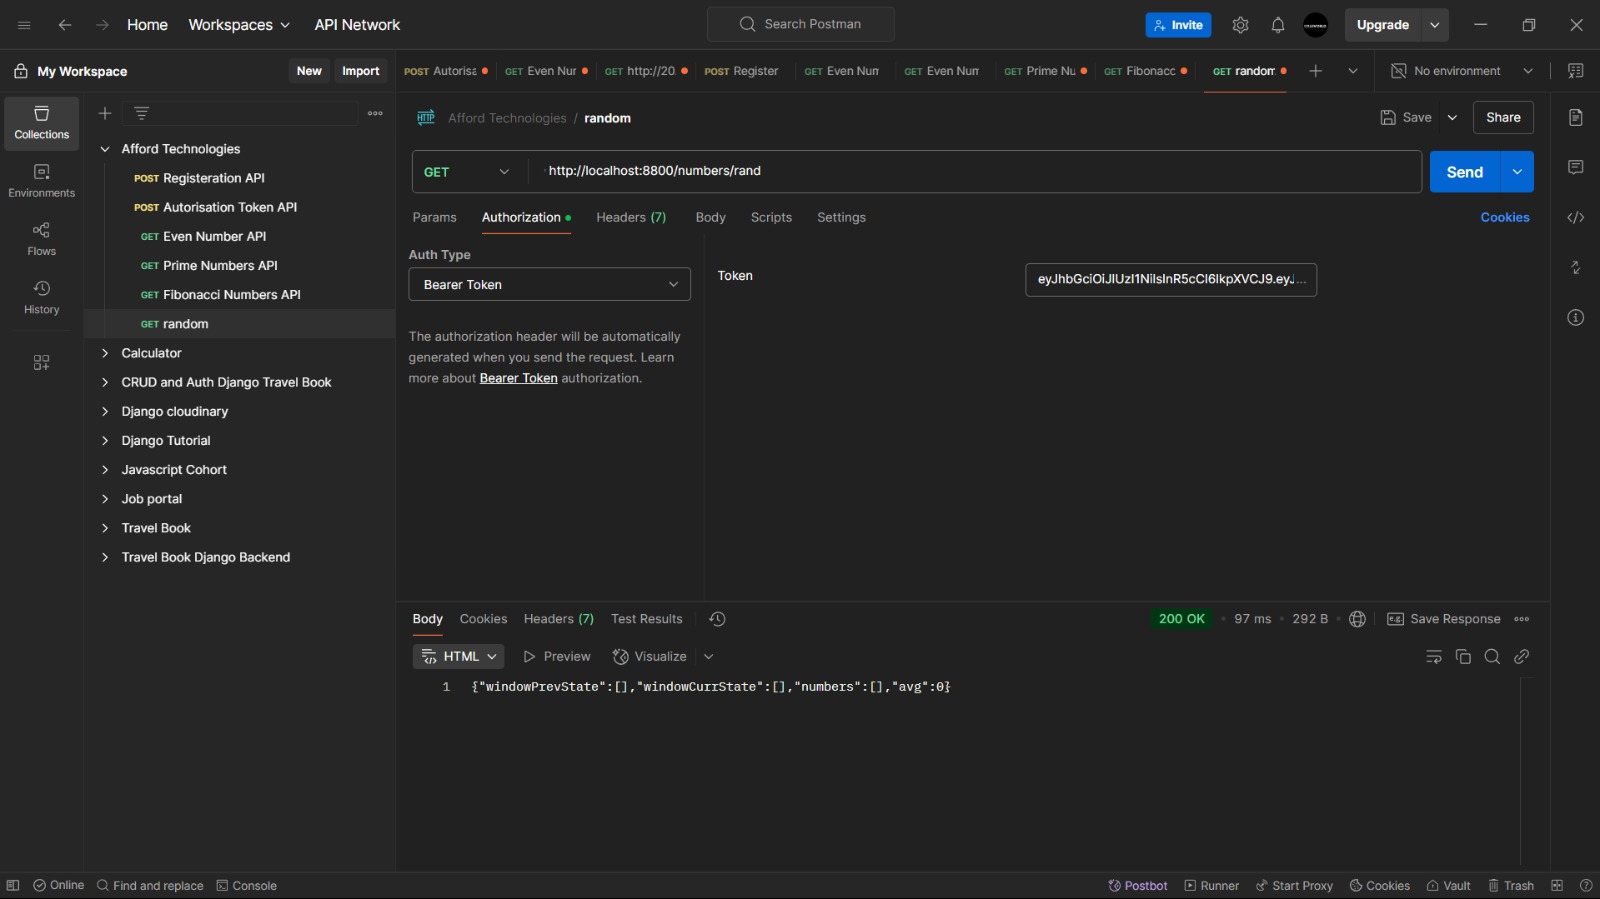 Home Workspaces API Network Search Postman Invite Upgrade
My Workspace New Import POST Autorisa GET Even Nur GET http://20. POST Register GET Even Num GET Even Num GET Prime Nu GET Fibonacc GET random No environment
Collections
Environments
Flows
History
Afford Technologies
POST Registeration API
POST Autorisation Token API
GET Even Number API
GET Prime Numbers API
GET Fibonacci Numbers API
GET random
Calculator
CRUD and Auth Django Travel Book
Django cloudinary
Django Tutorial
Javascript Cohort
Job portal
Travel Book
Travel Book Django Backend
HTTP Afford Technologies / random Save Share
GET http://localhost:8800/numbers/rand Send
Params Authorization Headers (7) Body Scripts Settings Cookies
Auth Type
Bearer Token
The authorization header will be automatically
generated when you send the request. Learn
more about Bearer Token authorization.
Token eyJhbGciOiJIUzI1NiIsInR5cCI6IkpXVCJ9.eyJ...
Body Cookies Headers (7) Test Results 200 OK • 97 ms • 292 B e.g. Save Response
HTML Preview Visualize
1 {"windowPrevState":[],"windowCurrState":[],"numbers":[],"avg":0}
Online Find and replace Console Postbot Runner Start Proxy Cookies Vault Trash